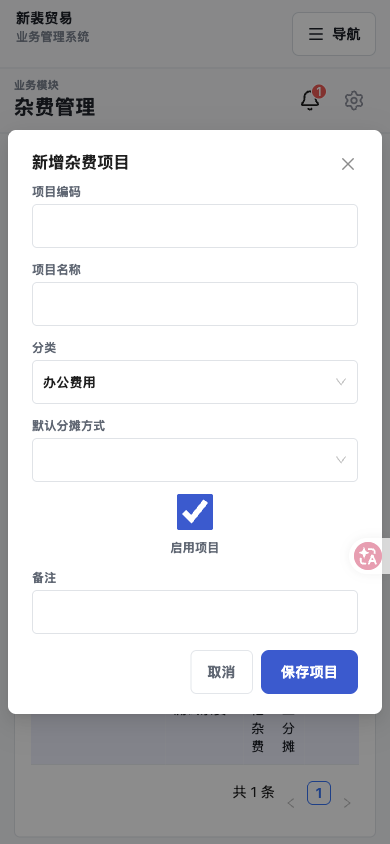 新裴贸易
业务管理系统
导航
业务模块
杂费管理
1
新增杂费项目
项目编码
项目名称
分类
办公费用
默认分摊方式
启用项目
A
备注
取消
保存项目
杂 分
费 摊
共 1 条
1